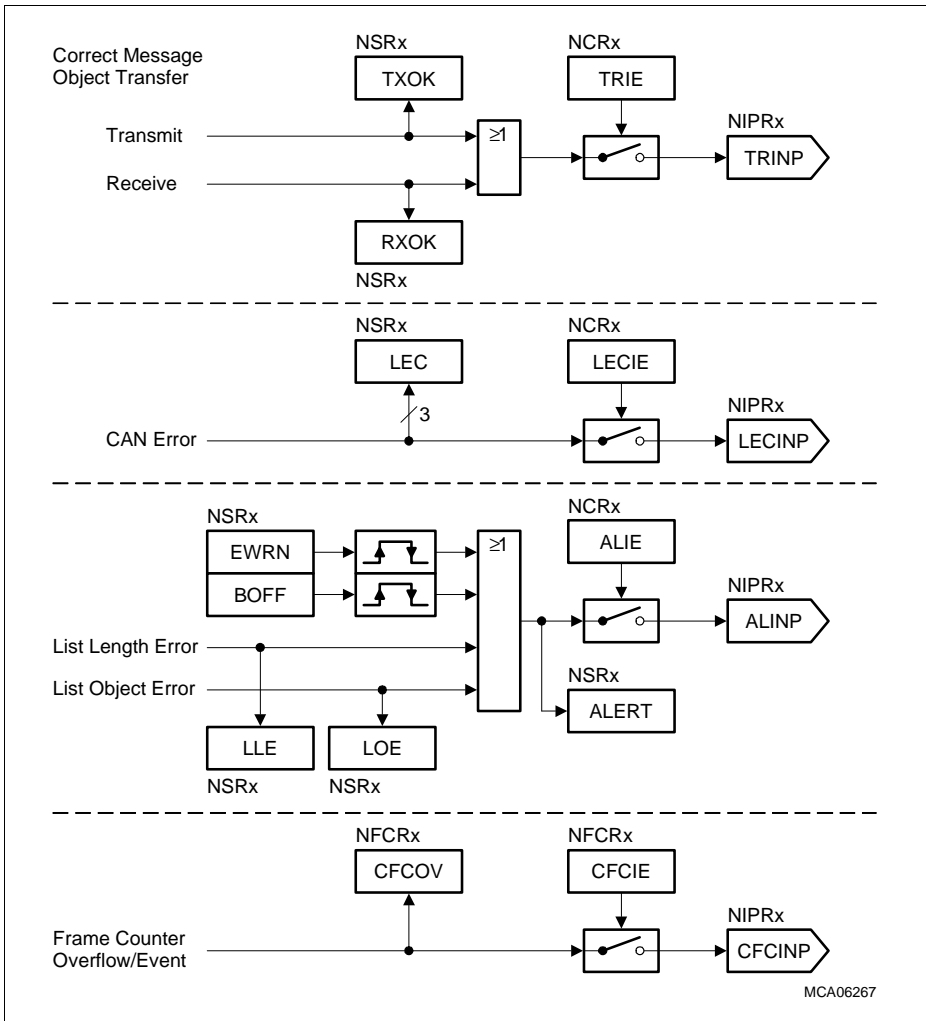 Correct Message
Object Transfer
NSRx
NCRx
TXOK
TRIE
NIPRx
Transmit
≥1
TRINP
Receive
RXOK
NSRx
NSRx
NCRx
LEC
LECIE
3
NIPRx
CAN Error
LECINP
NSRx
NCRx
EWRN
≥1
ALIE
BOFF
NIPRx
ALINP
List Length Error
NSRx
List Object Error
ALERT
LLE
LOE
NSRx
NSRx
NFCRx
NFCRx
CFCOV
CFCIE
NIPRx
Frame Counter
Overflow/Event
CFCINP
MCA06267